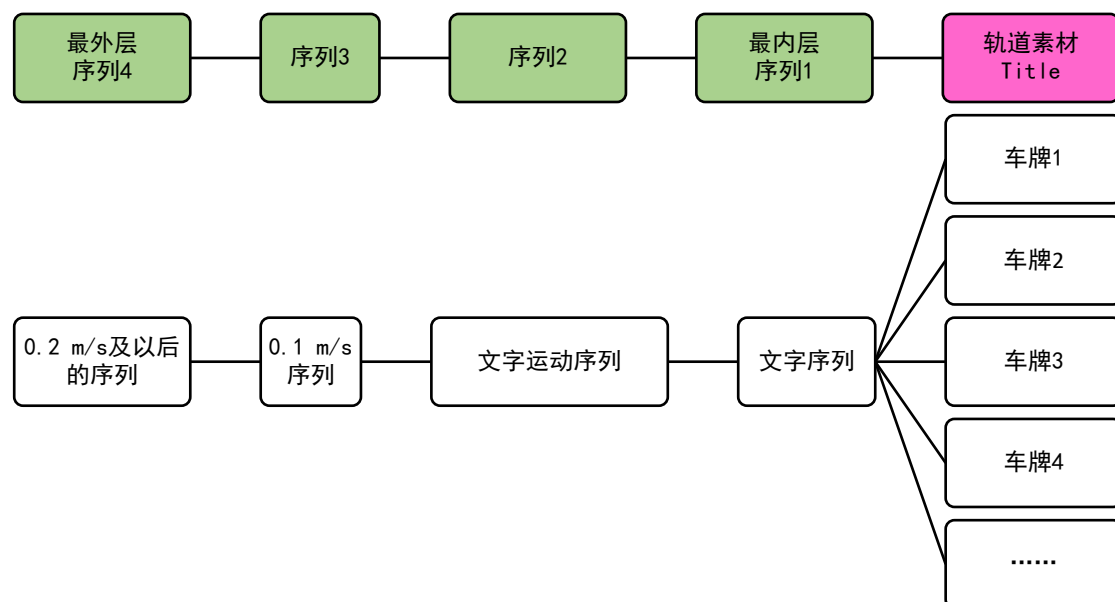 最外层
序列4
序列3
序列2
最内层
序列1
轨道素材
Title
车牌1
车牌2
0.2 m/s及以后
的序列
0.1 m/s
序列
文字运动序列
文字序列
车牌3
车牌4
……